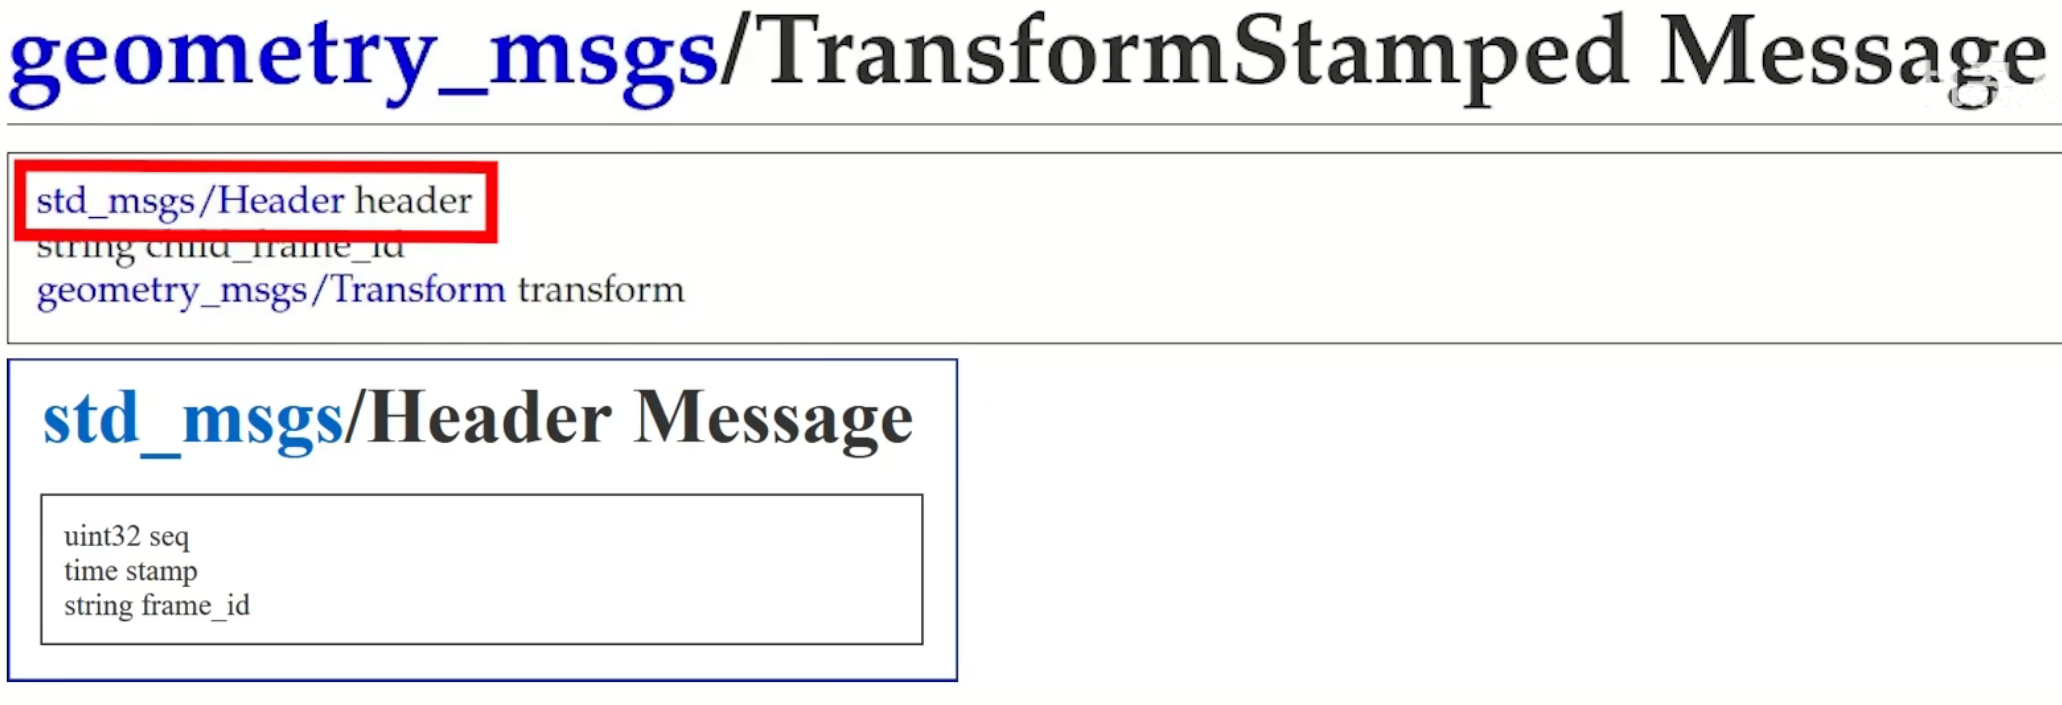 geometry_msgs/TransformStamped Message
std_msgs/Header header
string child_frame_id
geometry_msgs/Transform transform
std_msgs/Header Message
uint32 seq
time stamp
string frame_id